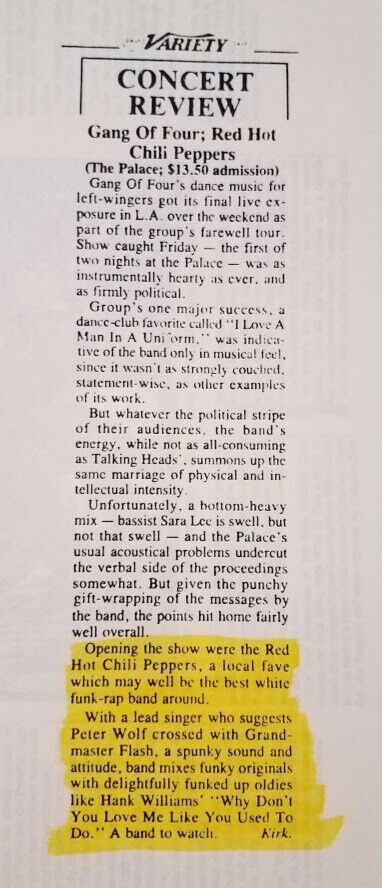 VARIETY
CONCERT
REVIEW
Gang Of Four; Red Hot
Chili Peppers
(The Palace; $13.50 admission)
Gang Of Four's dance music for
left-wingers got its final live ex-
posure in L.A. over the weekend as
part of the group's farewell tour.
Show caught Friday — the first of
two nights at the Palace — was as
instrumentally hearty as ever, and
as firmly political.
Group's one major success, a
dance-club favorite called "I Love A
Man In A Uniform," was indica-
tive of the band only in musical feel,
since it wasn't as strongly couched,
statement-wise, as other examples
of its work.
But whatever the political stripe
of their audiences, the band's
energy, while not as all-consuming
as Talking Heads', summons up the
same marriage of physical and in-
tellectual intensity.
Unfortunately, a bottom-heavy
mix — bassist Sara Lee is swell, but
not that swell — and the Palace's
usual acoustical problems undercut
the verbal side of the proceedings
somewhat. But given the punchy
gift-wrapping of the messages by
the band, the points hit home fairly
well overall.
Opening the show were the Red
Hot Chili Peppers, a local fave
which may well be the best white
funk-rap band around.
With a lead singer who suggests
Peter Wolf crossed with Grand-
master Flash, a spunky sound and
attitude, band mixes funky originals
with delightfully funked up oldies
like Hank Williams' "Why Don't
You Love Me Like You Used To
Do." A band to watch. Kirk.